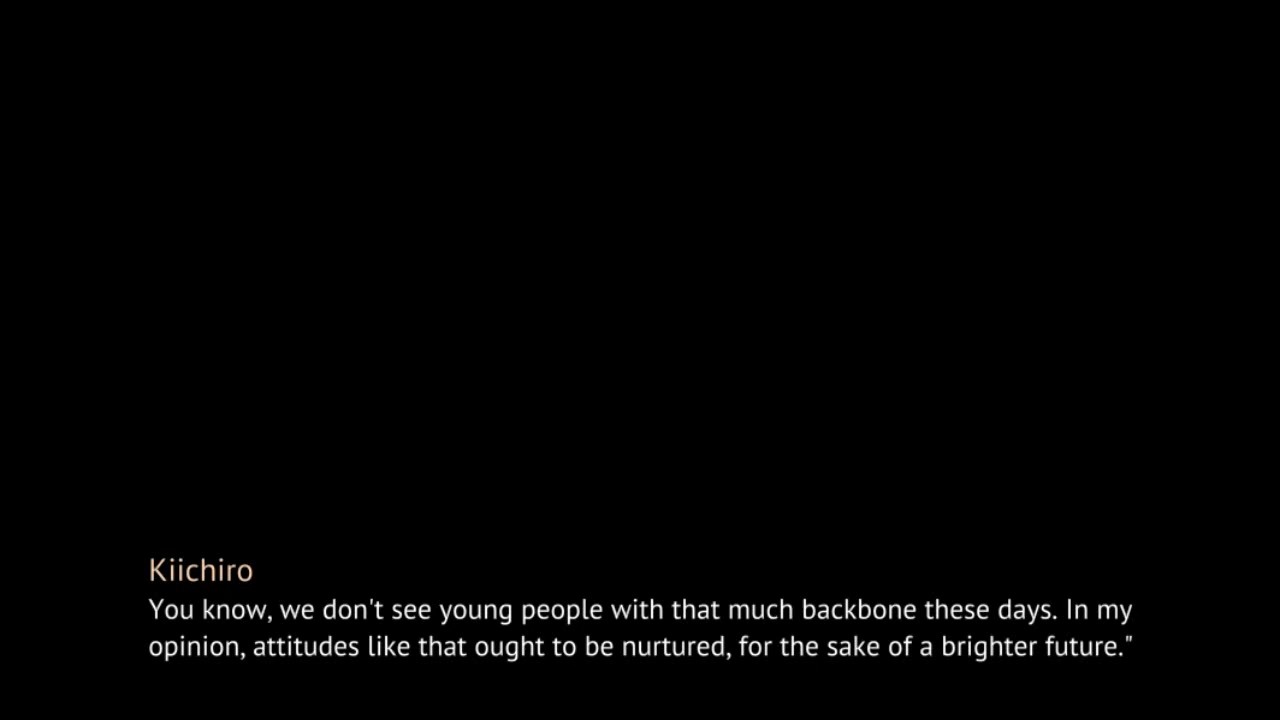 Kiichiro
You know, we don't see young people with that much backbone these days. In my
opinion, attitudes like that ought to be nurtured, for the sake of a brighter future."